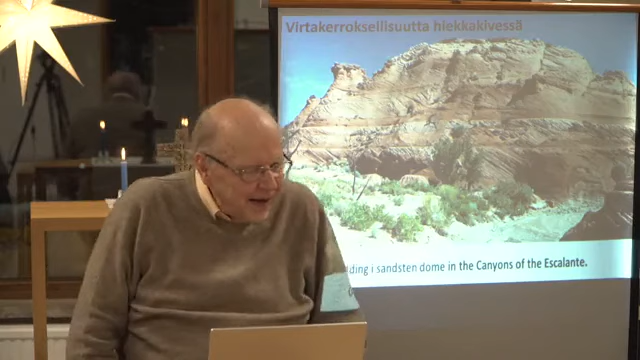 Virtakerroksellisuutta hiekkakivessä
ding i sandsten dome in the Canyons of the Escalante.